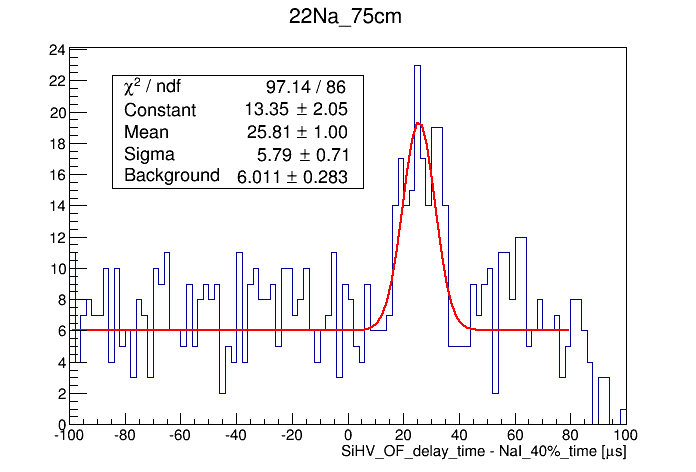 22Na_75cm
χ² / ndf 97.14 / 86
Constant 13.35 ± 2.05
Mean 25.81 ± 1.00
Sigma 5.79 ± 0.71
Background 6.011 ± 0.283
24
22
20
18
16
14
12
10
8
6
4
2
0
-100 -80 -60 -40 -20 0 20 40 60 80 100
SiHV_OF_delay_time - NaI_40%_time [μs]